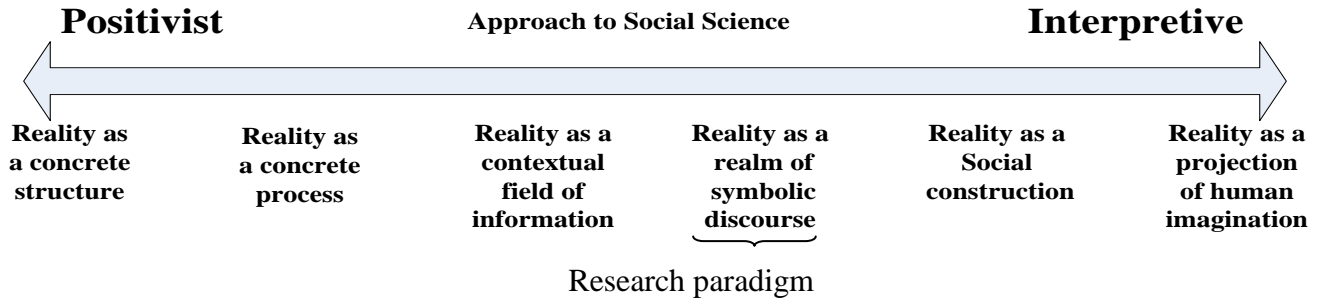 Positivist
Approach to Social Science
Interpretive
Reality as
a concrete
structure
Reality as
a concrete
process
Reality as a
contextual
field of
information
Reality as a
realm of
symbolic
discourse
Reality as a
Social
construction
Reality as a
projection
of human
imagination
Research paradigm